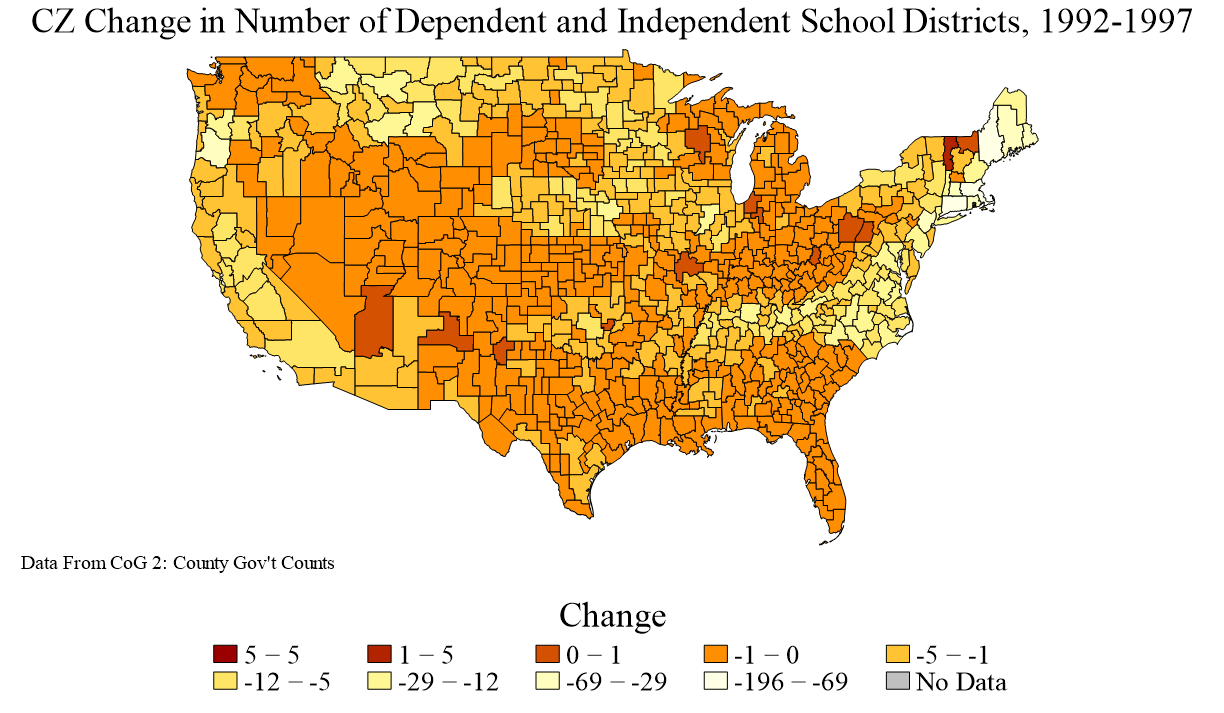 CZ Change in Number of Dependent and Independent School Districts, 1992-1997
Data From CoG 2: County Gov't Counts
Change
5 – 5 1 – 5 0 – 1 -1 – 0 -5 – -1
-12 – -5 -29 – -12 -69 – -29 -196 – -69 No Data